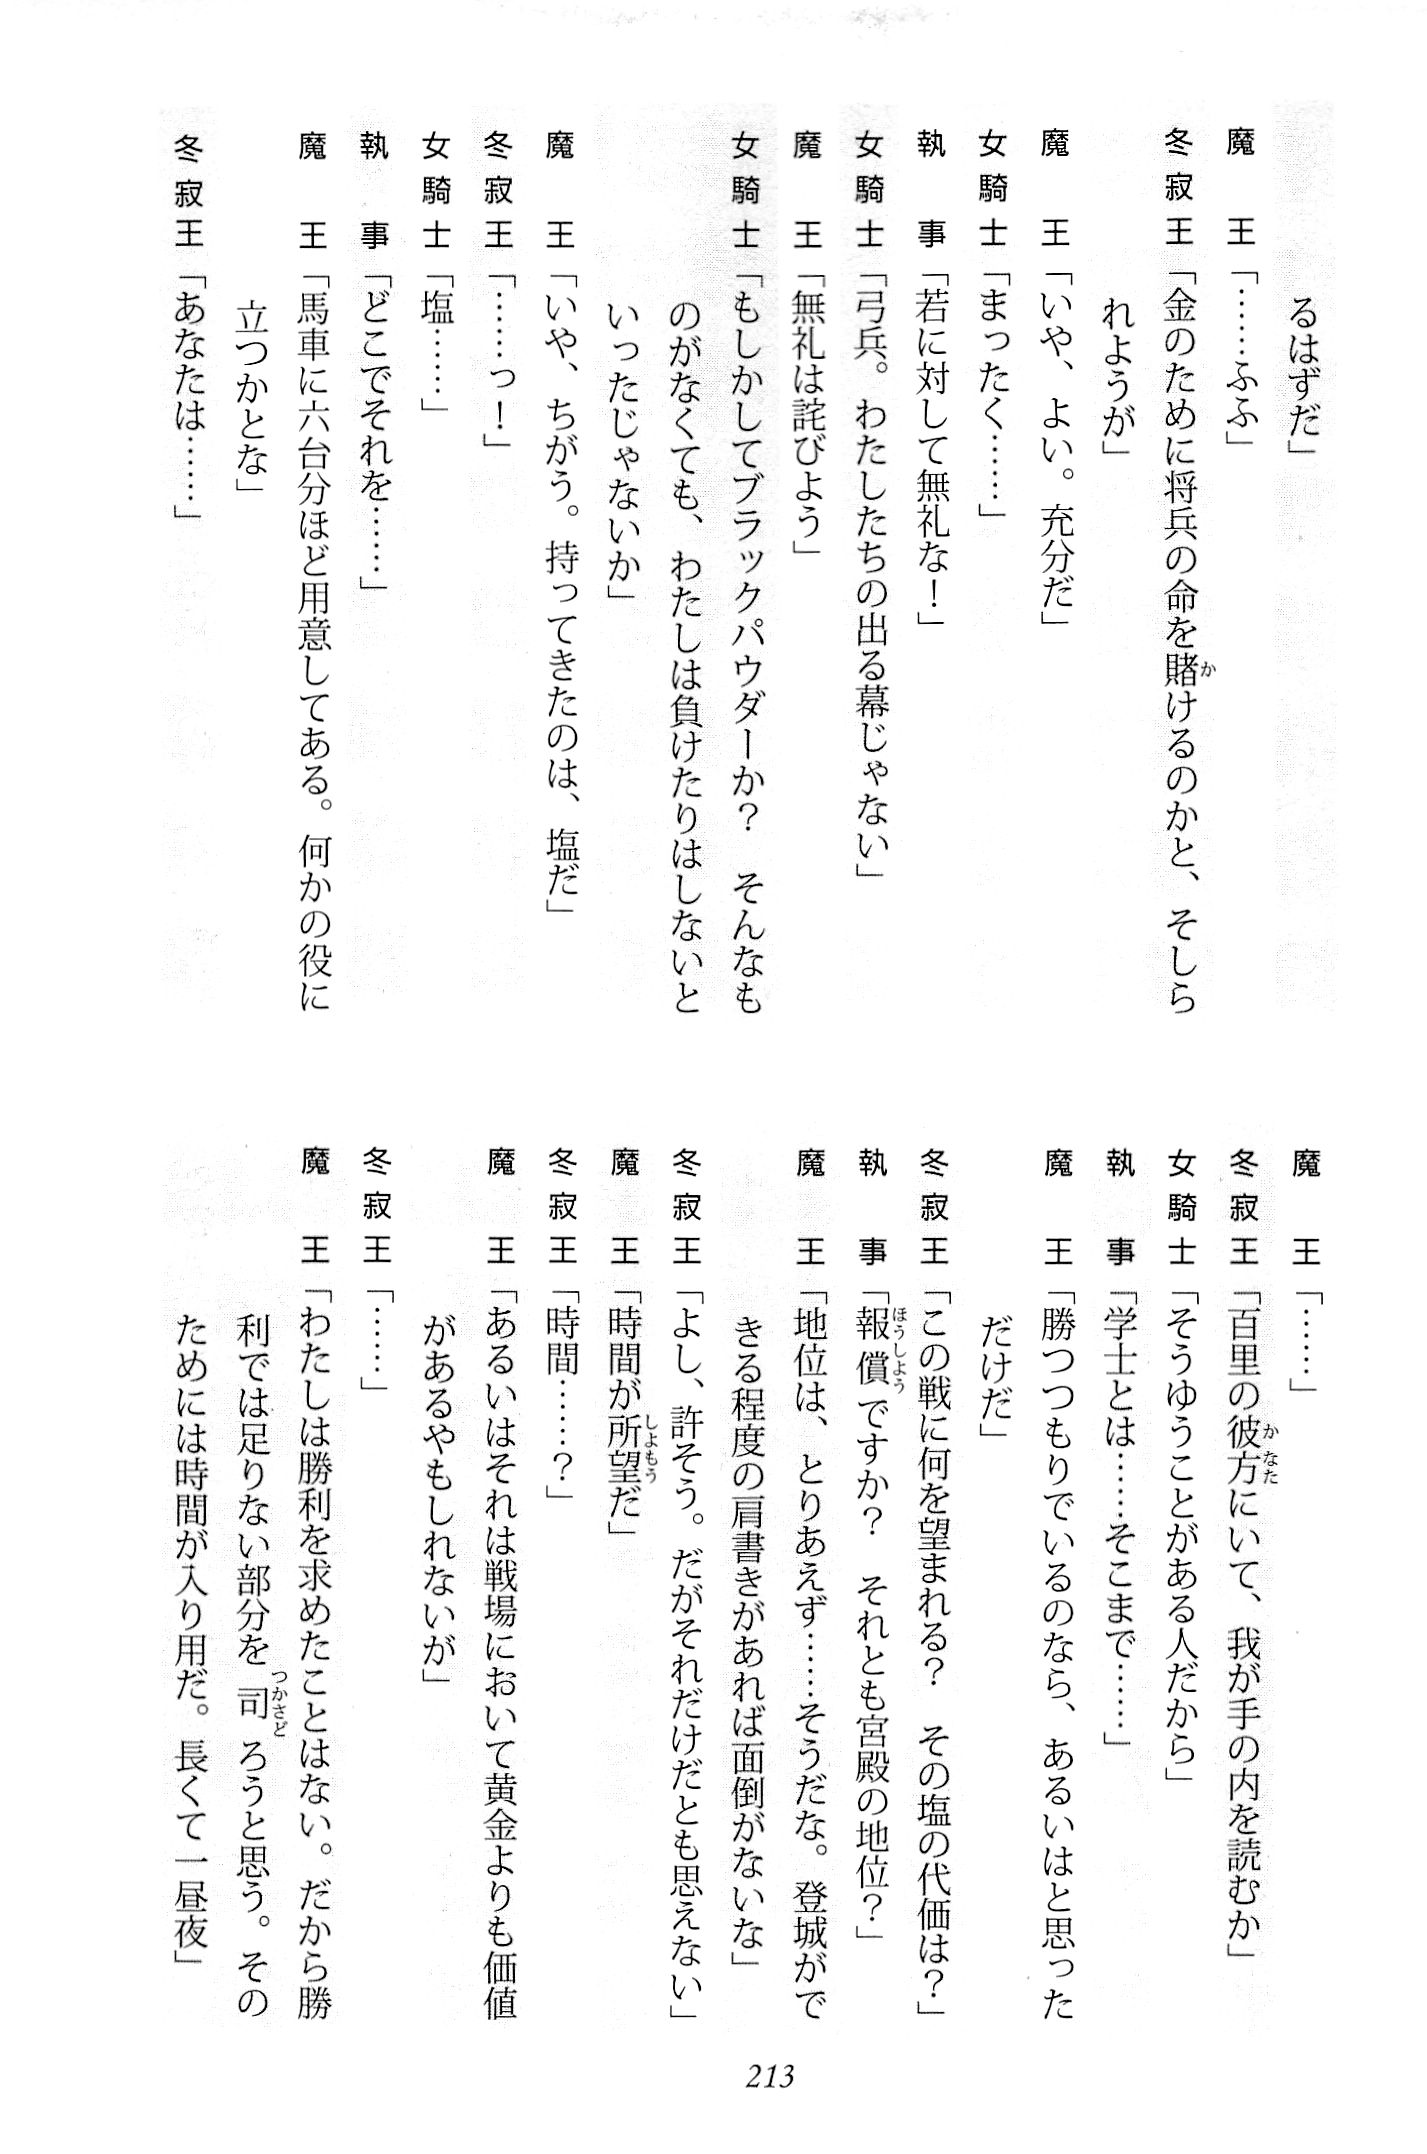 るはずだ」
魔　王「……ふふ」
冬寂王「金のために将兵の命を賭けるのかと、そしら
れようが」
魔　王「いや、よい。充分だ」
女騎士「まったく……」
執　事「若に対して無礼な！」
女騎士「弓兵。わたしたちの出る幕じゃない」
魔　王「無礼は詫びよう」
女騎士「もしかしてブラックパウダーか？　そんなも
のがなくても、わたしは負けたりはしないと
いったじゃないか」
魔　王「いや、ちがう。持ってきたのは、塩だ」
冬寂王「……っ！」
女騎士「塩……」
執　事「どこでそれを……」
魔　王「馬車に六台分ほど用意してある。何かの役に
立つかとな」
冬寂王「あなたは……」
魔　王「……」
冬寂王「百里の彼方にいて、我が手の内を読むか」
女騎士「そうゆうことがある人だから」
執　事「学士とは……そこまで……」
魔　王「勝つつもりでいるのなら、あるいはと思った
だけだ」
冬寂王「この戦に何を望まれる？　その塩の代価は？」
執　事「報償ですか？　それとも宮殿の地位？」
魔　王「地位は、とりあえず……そうだな。登城がで
きる程度の肩書きがあれば面倒がないな」
冬寂王「よし、許そう。だがそれだけだとも思えない」
魔　王「時間が所望だ」
冬寂王「時間……？」
魔　王「あるいはそれは戦場において黄金よりも価値
があるやもしれないが」
冬寂王「……」
魔　王「わたしは勝利を求めたことはない。だから勝
利では足りない部分を司ろうと思う。その
ためには時間が入り用だ。長くて一昼夜」
213